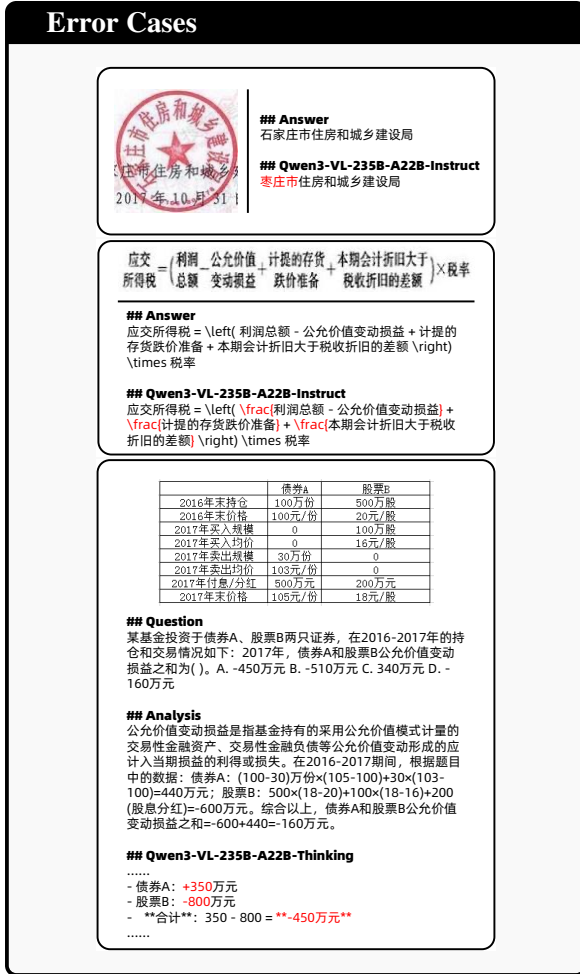 Error Cases
石家庄市住房和城乡建设局
庄市住房和城乡
2017年10月31日
## Answer
石家庄市住房和城乡建设局
## Qwen3-VL-235B-A22B-Instruct
枣庄市住房和城乡建设局
应交所得税=(利润总额-公允价值变动损益+计提的存货跌价准备+本期会计折旧大于税收折旧的差额)×税率
## Answer
应交所得税 = \left( 利润总额 - 公允价值变动损益 + 计提的
存货跌价准备 + 本期会计折旧大于税收折旧的差额 \right)
\times 税率
## Qwen3-VL-235B-A22B-Instruct
应交所得税 = \left( \frac{利润总额 - 公允价值变动损益} +
\frac{计提的存货跌价准备} + \frac{本期会计折旧大于税收
折旧的差额} \right) \times 税率
债券A 股票B
2016年末持仓 100万份 500万股
2016年末价格 100元/份 20元/股
2017年买入规模 0 100万股
2017年买入均价 0 16元/股
2017年卖出规模 30万份 0
2017年卖出均价 103元/份 0
2017年付息/分红 500万元 200万元
2017年末价格 105元/份 18元/股
## Question
某基金投资于债券A、股票B两只证券，在2016-2017年的持
仓和交易情况如下：2017年，债券A和股票B公允价值变动
损益之和为( )。A. -450万元 B. -510万元 C. 340万元 D. -
160万元
## Analysis
公允价值变动损益是指基金持有的采用公允价值模式计量的
交易性金融资产、交易性金融负债等公允价值变动形成的应
计入当期损益的利得或损失。在2016-2017期间，根据题目
中的数据：债券A：(100-30)万份×(105-100)+30×(103-
100)=440万元；股票B：500×(18-20)+100×(18-16)+200
(股息分红)=-600万元。综合以上，债券A和股票B公允价值
变动损益之和=-600+440=-160万元。
## Qwen3-VL-235B-A22B-Thinking
......
- 债券A：+350万元
- 股票B：-800万元
- **合计**：350 - 800 = **-450万元**
......